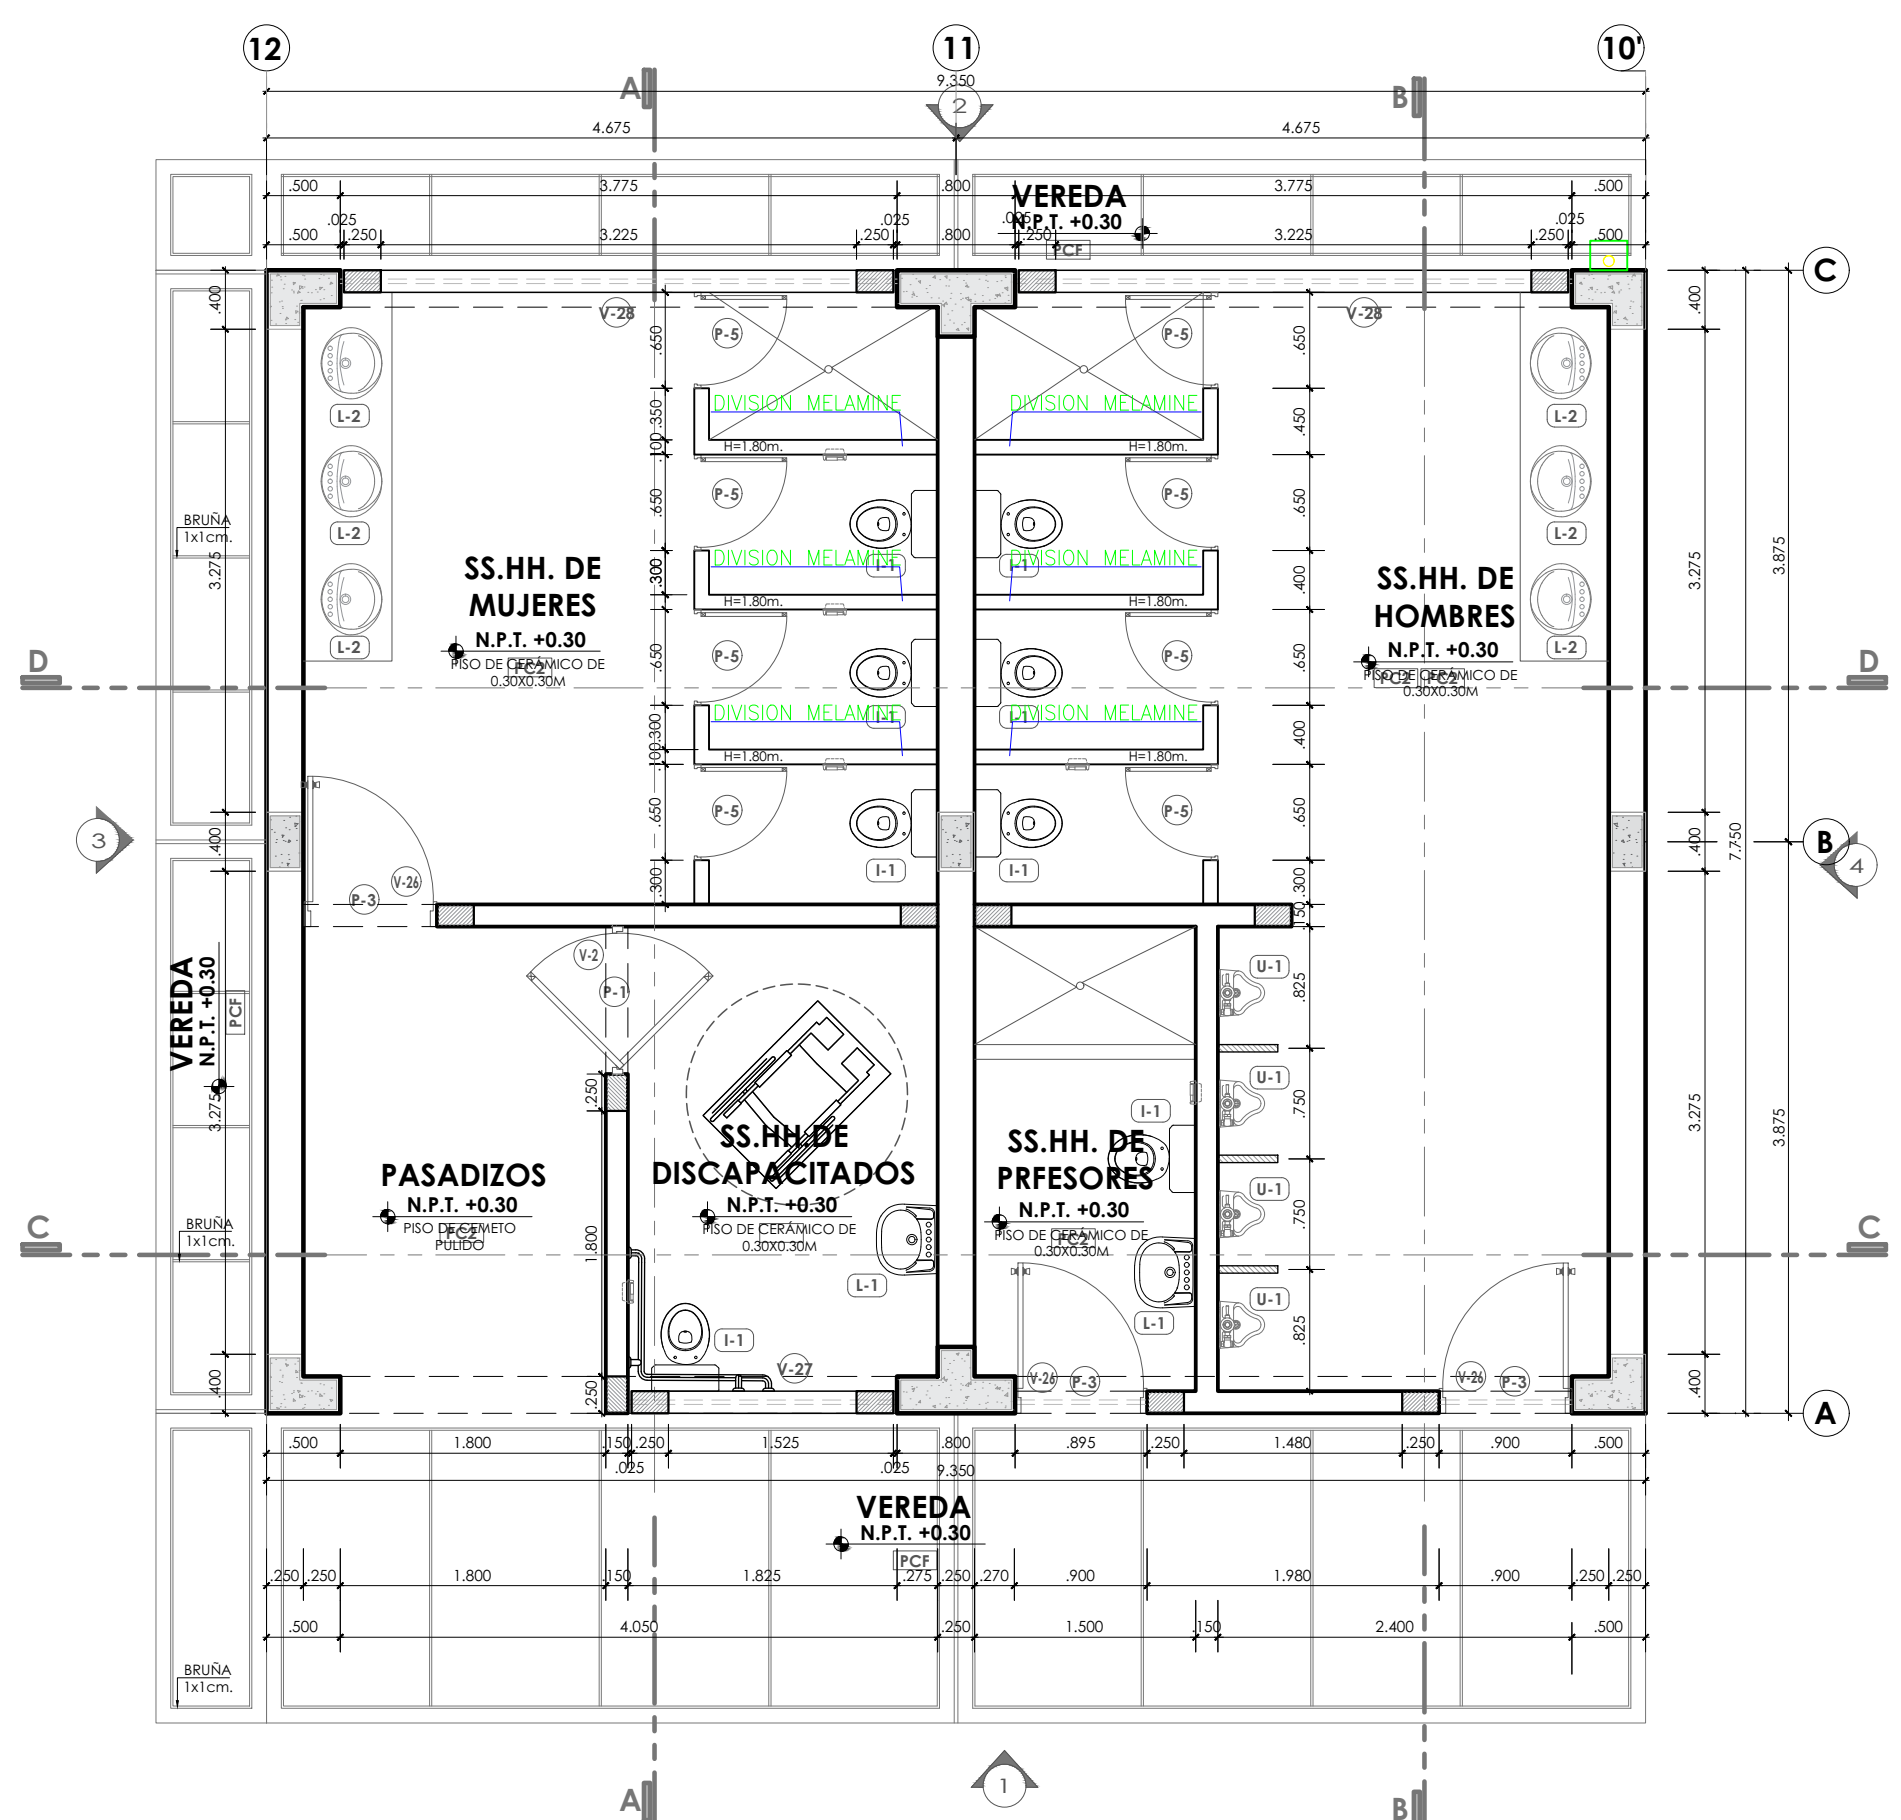 12
11
10'
9.350
A
B
2
4.675
4.675
.500
3.775
.800
VEREDA
N.P.T. +0.30
PCF
3.775
.500
.025
.025
.025
.025
.500
.250
3.225
.250
.800
.250
3.225
.250
.500
C
.400
.400
V-28
V-28
.650
P-5
P-5
.650
L-2
L-2
.350
DIVISION MELAMINE
DIVISION MELAMINE
.450
.100
H=1.80m.
H=1.80m.
.650
P-5
P-5
.650
L-2
L-2
BRUÑA
1x1cm.
3.275
3.275
3.875
SS.HH. DE
MUJERES
N.P.T. +0.30
PISO DE CERÁMICO DE
0.30X0.30M
FC2
.300
DIVISION MELAMINE
DIVISION MELAMINE
I-1
I-1
.400
H=1.80m.
H=1.80m.
SS.HH. DE
HOMBRES
N.P.T. +0.30
PISO DE CERÁMICO DE
0.30X0.30M
FC2
FC2
L-2
L-2
.650
P-5
P-5
.650
D
D
.300
DIVISION MELAMINE
DIVISION MELAMINE
I-1
I-1
.400
.100
H=1.80m.
H=1.80m.
.650
P-5
P-5
.650
3
.400
.400
7.750
B
4
I-1
I-1
V-26
P-3
.300
.300
.150
V-2
P-1
U-1
.825
VEREDA
N.P.T. +0.30
PCF
3.275
.250
U-1
.750
3.275
3.875
I-1
SS.HH.DE
DISCAPACITADOS
N.P.T. +0.30
PISO DE CERÁMICO DE
0.30X0.30M
SS.HH. DE
PRFESORES
N.P.T. +0.30
PISO DE CERÁMICO DE
0.30X0.30M
FC2
PASADIZOS
N.P.T. +0.30
PISO DE CEMETO
PULIDO
FC2
U-1
.750
C
C
BRUÑA
1x1cm.
1.800
L-1
L-1
U-1
I-1
.825
V-27
V-26
P-3
V-26
P-3
.400
.250
.400
A
.500
1.800
.150
.250
1.525
.800
.895
.250
1.480
.250
.900
.500
.025
.025
9.350
VEREDA
N.P.T. +0.30
PCF
.250
.250
1.800
.150
1.825
.275
.250
.270
.900
1.980
.900
.250
.250
.500
4.050
.250
1.500
.150
2.400
.500
BRUÑA
1x1cm.
1
A
B